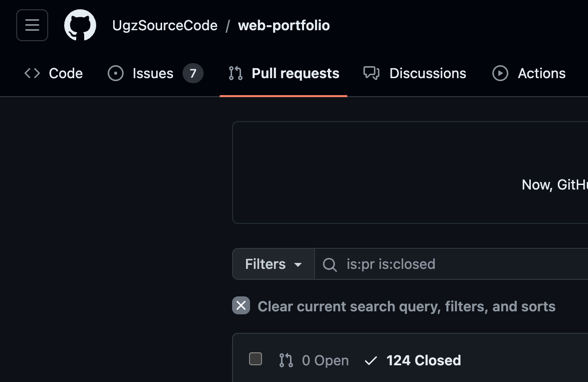 UgzSourceCode / web-portfolio
Code Issues 7 Pull requests Discussions Actions
Now,
Filters is:pr is:closed
Clear current search query, filters, and sorts
0 Open 124 Closed